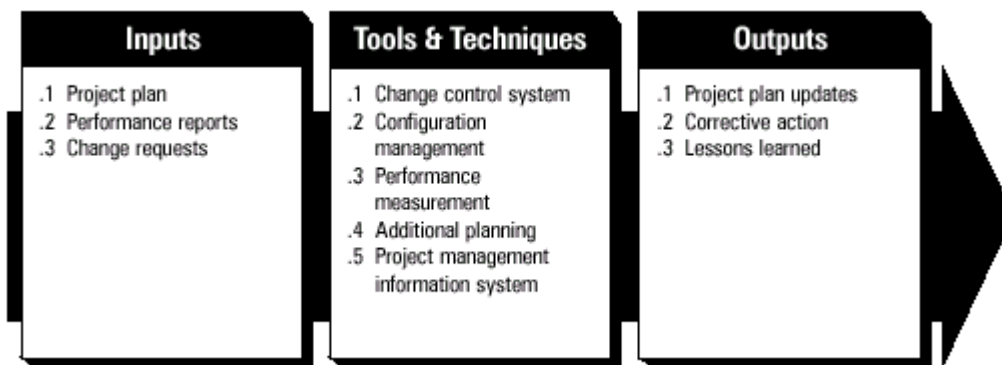 Inputs
.1 Project plan
.2 Performance reports
.3 Change requests
Tools & Techniques
.1 Change control system
.2 Configuration
management
.3 Performance
measurement
.4 Additional planning
.5 Project management
information system
Outputs
.1 Project plan updates
.2 Corrective action
.3 Lessons learned